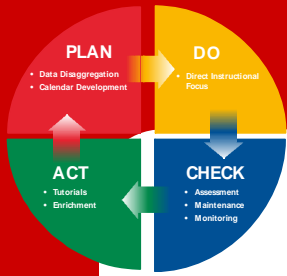 PLAN
• Data Disaggregation
• Calendar Development
DO
• Direct Instructional
Focus
ACT
• Tutorials
• Enrichment
CHECK
• Assessment
• Maintenance
• Monitoring